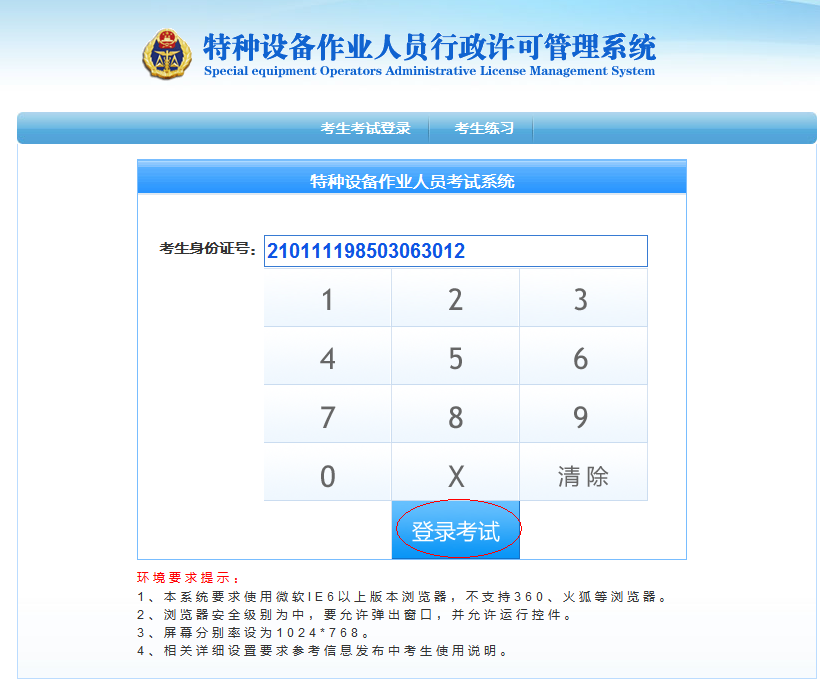 特种设备作业人员行政许可管理系统
Special equipment Operators Administrative License Management System
考生考试登录 考生练习
特种设备作业人员考试系统
考生身份证号: 210111198503063012
1 2 3
4 5 6
7 8 9
0 X 清除
登录考试
环境要求提示:
1、本系统要求使用微软IE6以上版本浏览器，不支持360、火狐等浏览器。
2、浏览器安全级别为中，要允许弹出窗口，并允许运行控件。
3、屏幕分别率设为1024*768。
4、相关详细设置要求参考信息发布中考生使用说明。